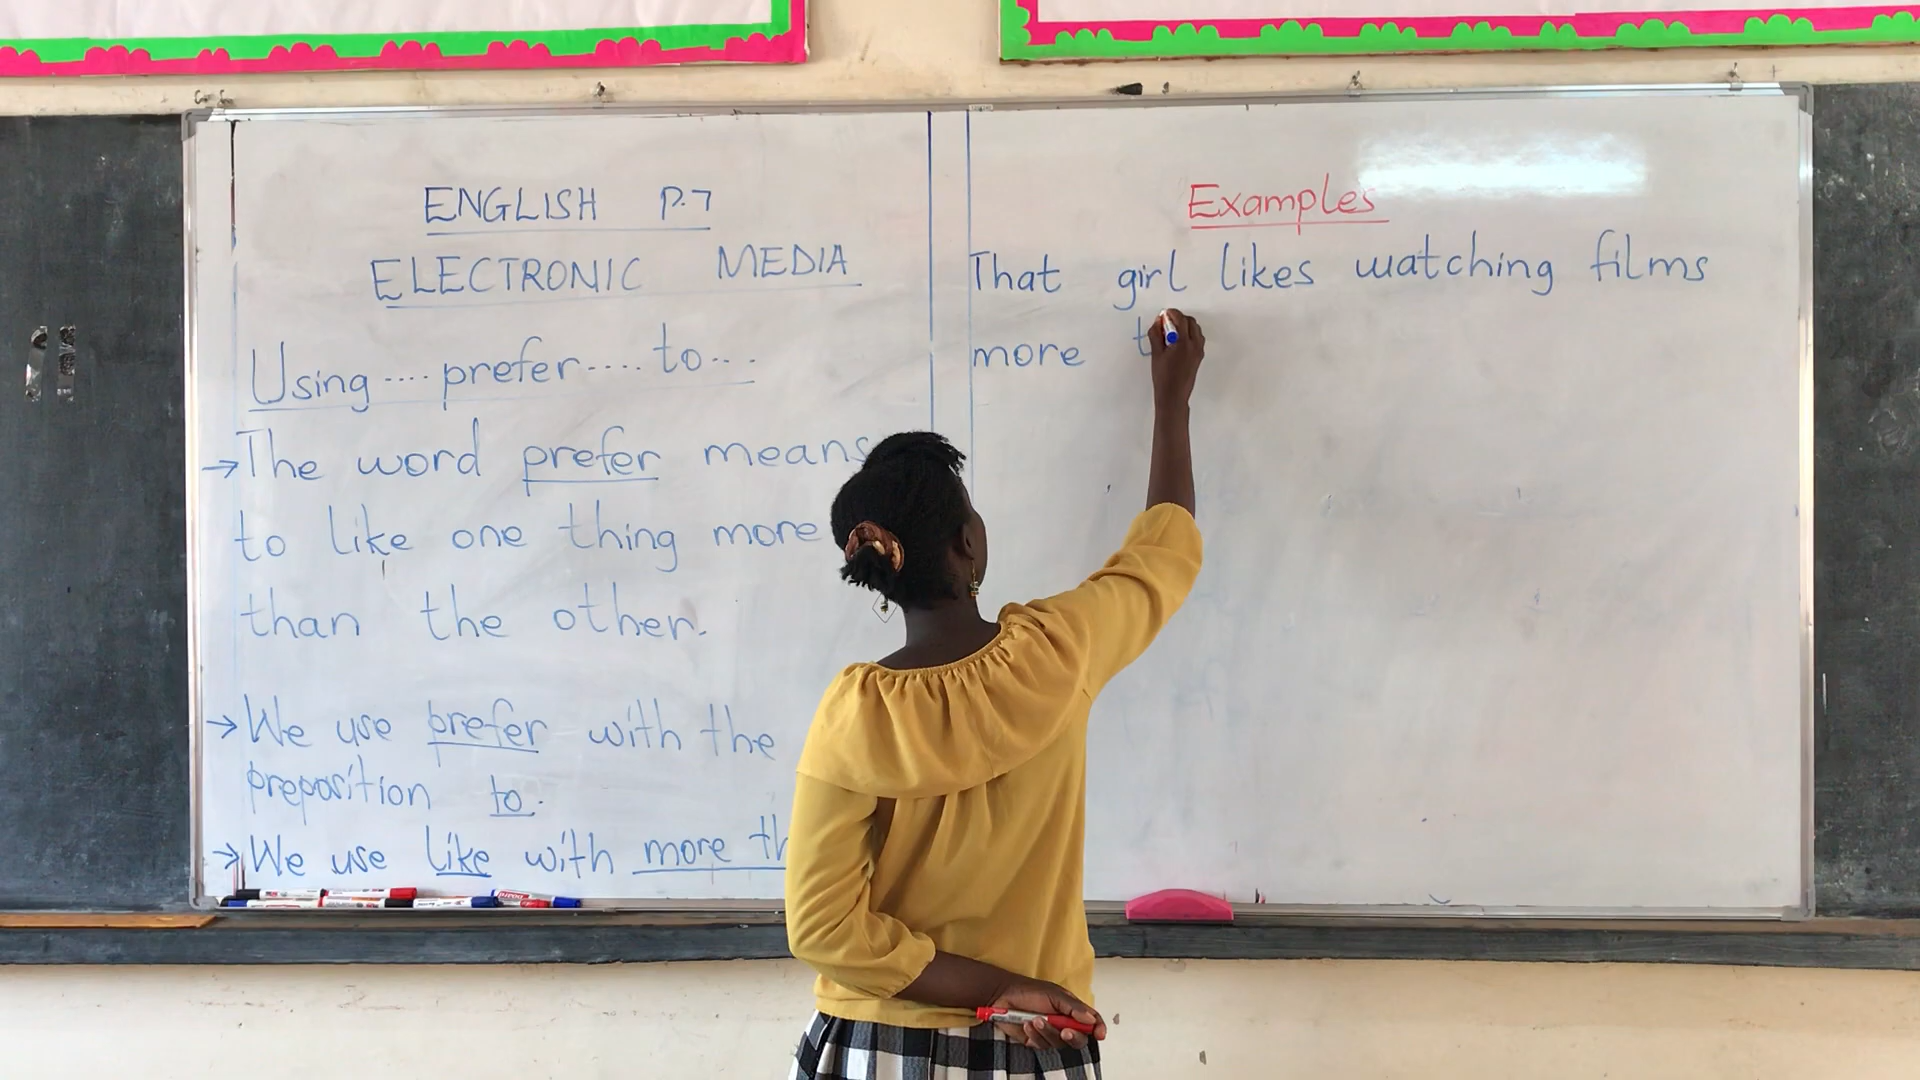 ENGLISH P.7
ELECTRONIC MEDIA
Using .... prefer .... to ...
→ The word prefer means
to like one thing more
than the other.
→ We use prefer with the
preposition to.
→ We use like with more th
Examples
That girl likes watching films
more t